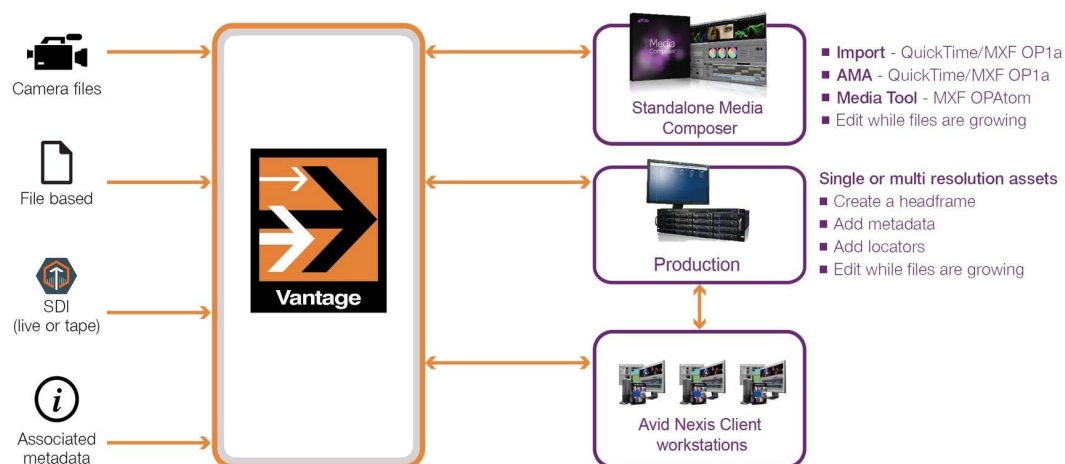 Camera files
File based
SDI
(live or tape)
Associated
metadata
Vantage
Media
Composer
Standalone Media
Composer
Import - QuickTime/MXF OP1a
AMA - QuickTime/MXF OP1a
Media Tool - MXF OPAtom
Edit while files are growing
Production
Single or multi resolution assets
Create a headframe
Add metadata
Add locators
Edit while files are growing
Avid Nexis Client
workstations